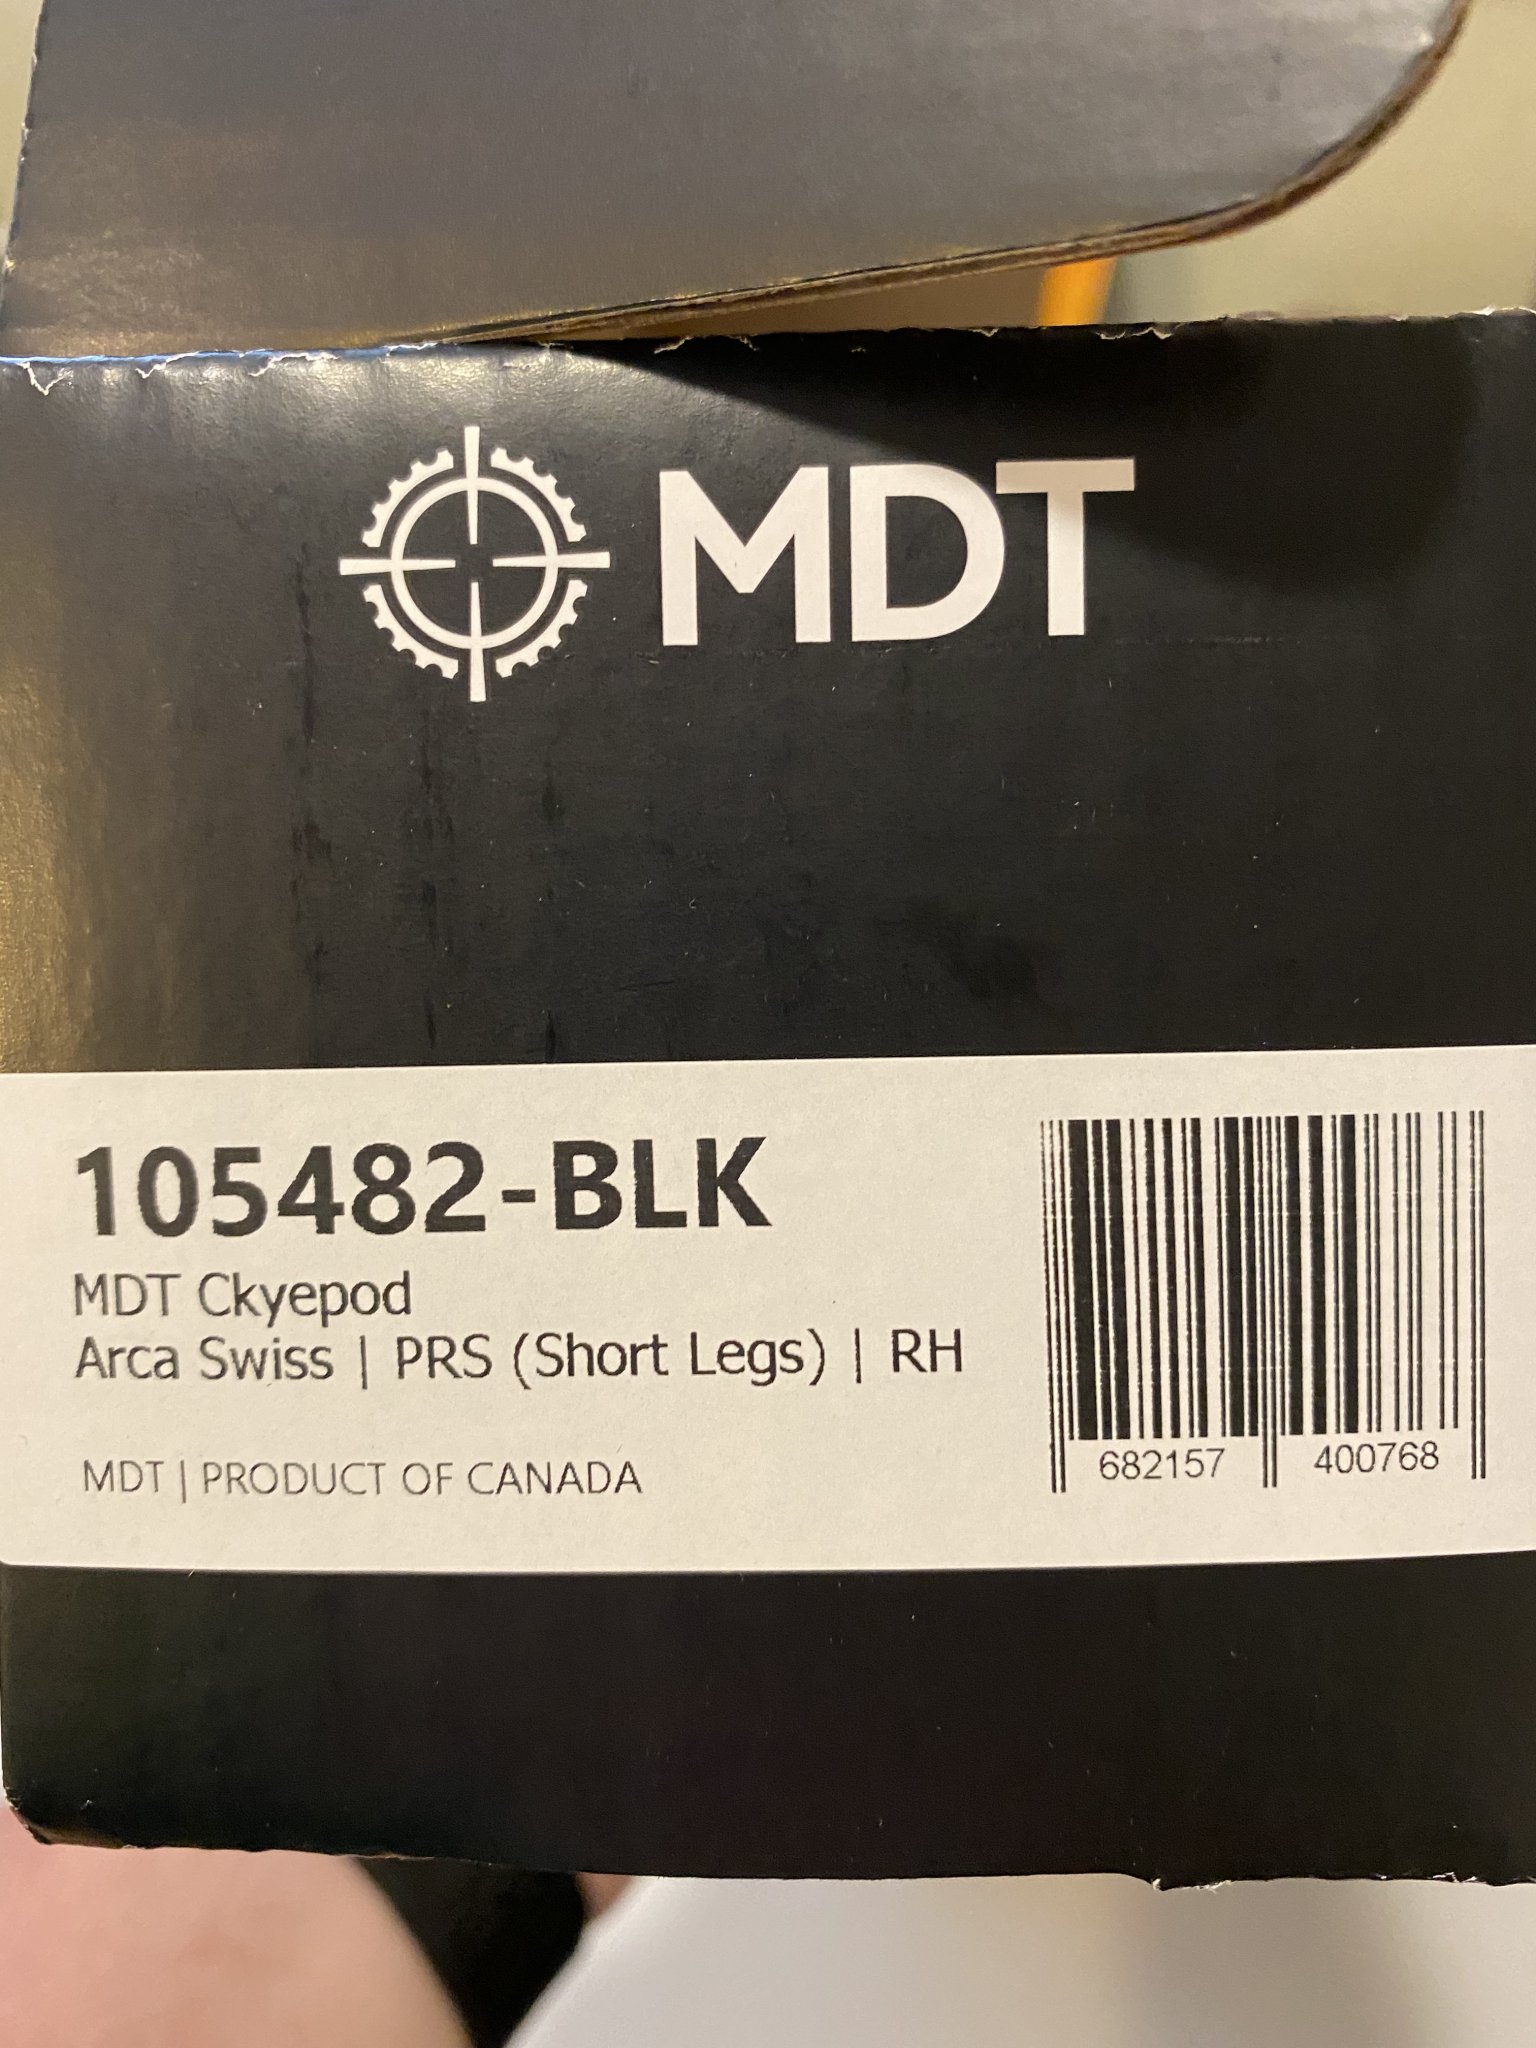 MDT
105482-BLK
MDT Ckyepod
Arca Swiss | PRS (Short Legs) | RH
MDT | PRODUCT OF CANADA
682157 400768